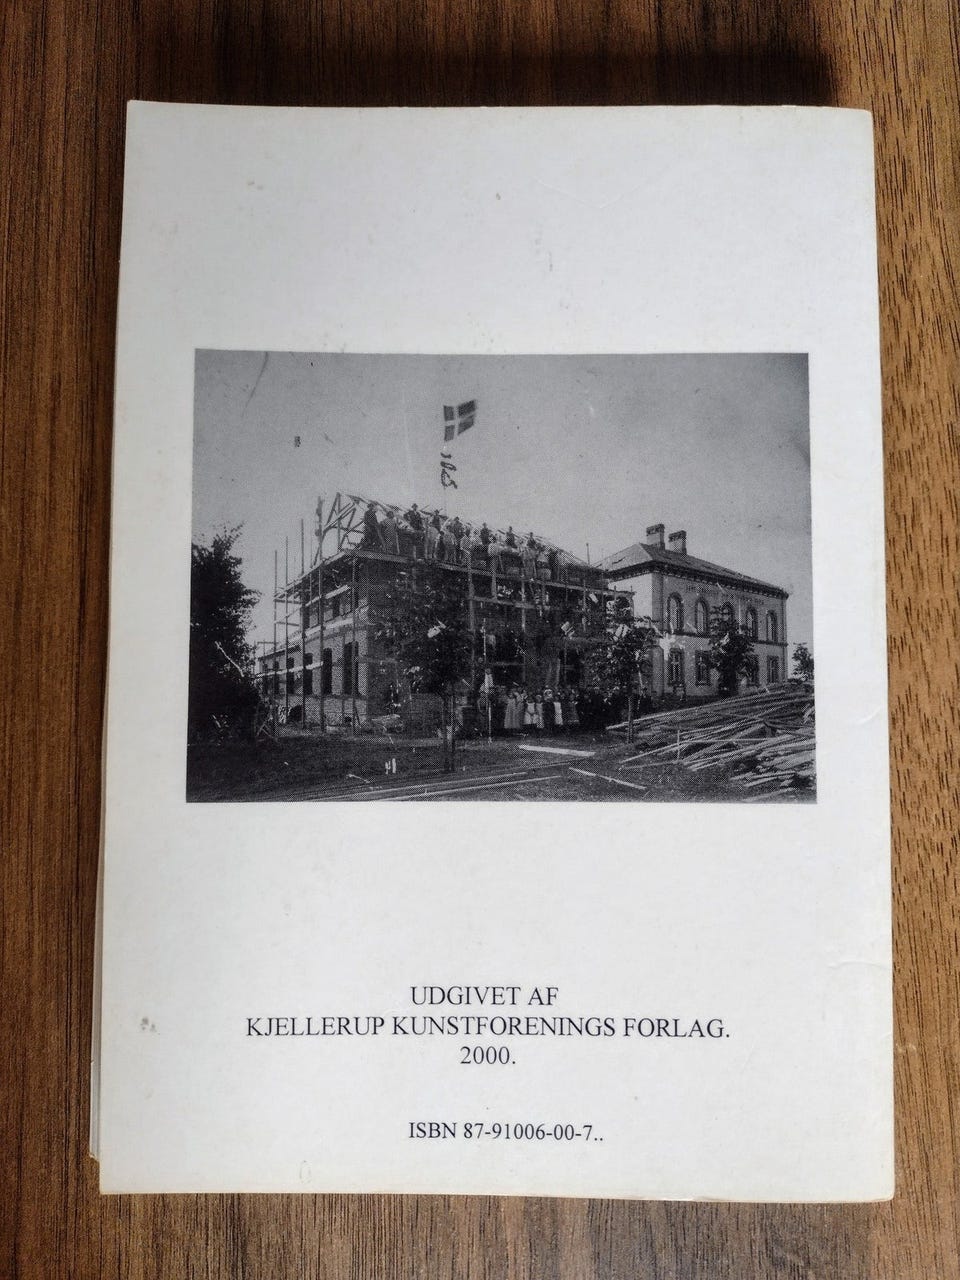 UDGIVET AF
KJELLERUP KUNSTFORENINGS FORLAG.
2000.
ISBN 87-91006-00-7..